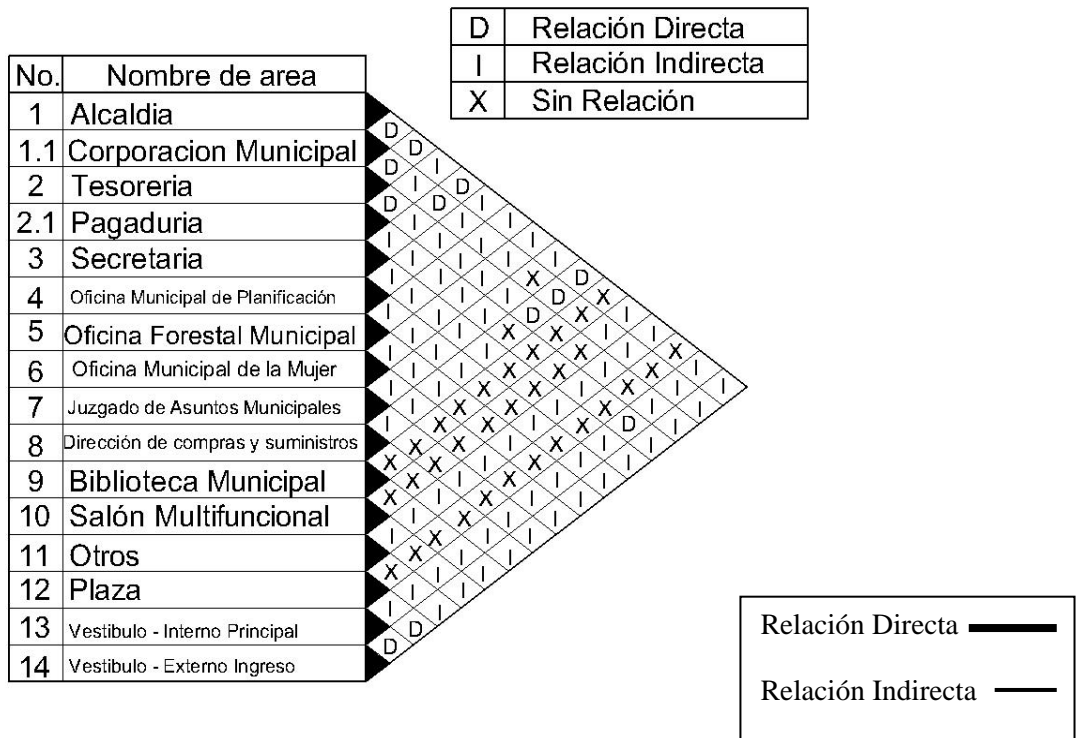 D Relación Directa
I Relación Indirecta
X Sin Relación
No. Nombre de area
1 Alcaldia
1.1 Corporacion Municipal
2 Tesoreria
2.1 Pagaduria
3 Secretaria
4 Oficina Municipal de Planificación
5 Oficina Forestal Municipal
6 Oficina Municipal de la Mujer
7 Juzgado de Asuntos Municipales
8 Dirección de compras y suministros
9 Biblioteca Municipal
10 Salón Multifuncional
11 Otros
12 Plaza
13 Vestibulo - Interno Principal
14 Vestibulo - Externo Ingreso
D
D
D I
I D
D D I
I I I
I I I I
I I I I
I I I X D
I I I D X
I I I D X I
I I X X I I
I I I X X I X
I I X X I X I
I I X X I X I I
I X X I X I I
I X X I X D I
X X I X I I
X X I X I I
X I X I I
X I X I I
I X I I
I X I I
X I I
X I I
I I
I I
D
D
Relación Directa
Relación Indirecta